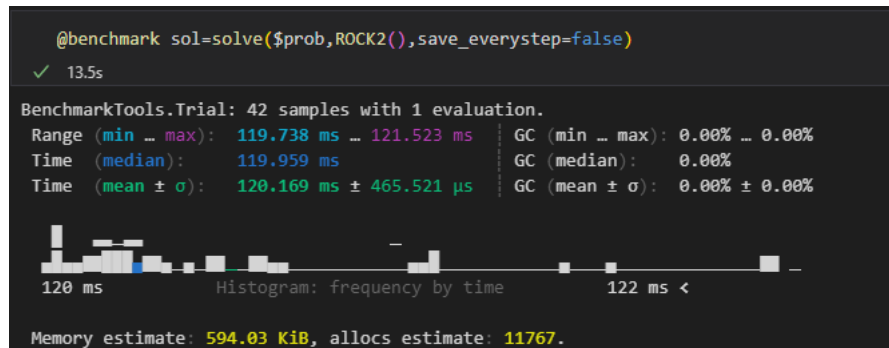 @benchmark sol=solve($prob,ROCK2(),save_everystep=false)
✓ 13.5s
BenchmarkTools.Trial: 42 samples with 1 evaluation.
Range (min … max): 119.738 ms … 121.523 ms ┊ GC (min … max): 0.00% … 0.00%
Time (median): 119.959 ms ┊ GC (median): 0.00%
Time (mean ± σ): 120.169 ms ± 465.521 μs ┊ GC (mean ± σ): 0.00% ± 0.00%
120 ms Histogram: frequency by time 122 ms <
Memory estimate: 594.03 KiB, allocs estimate: 11767.